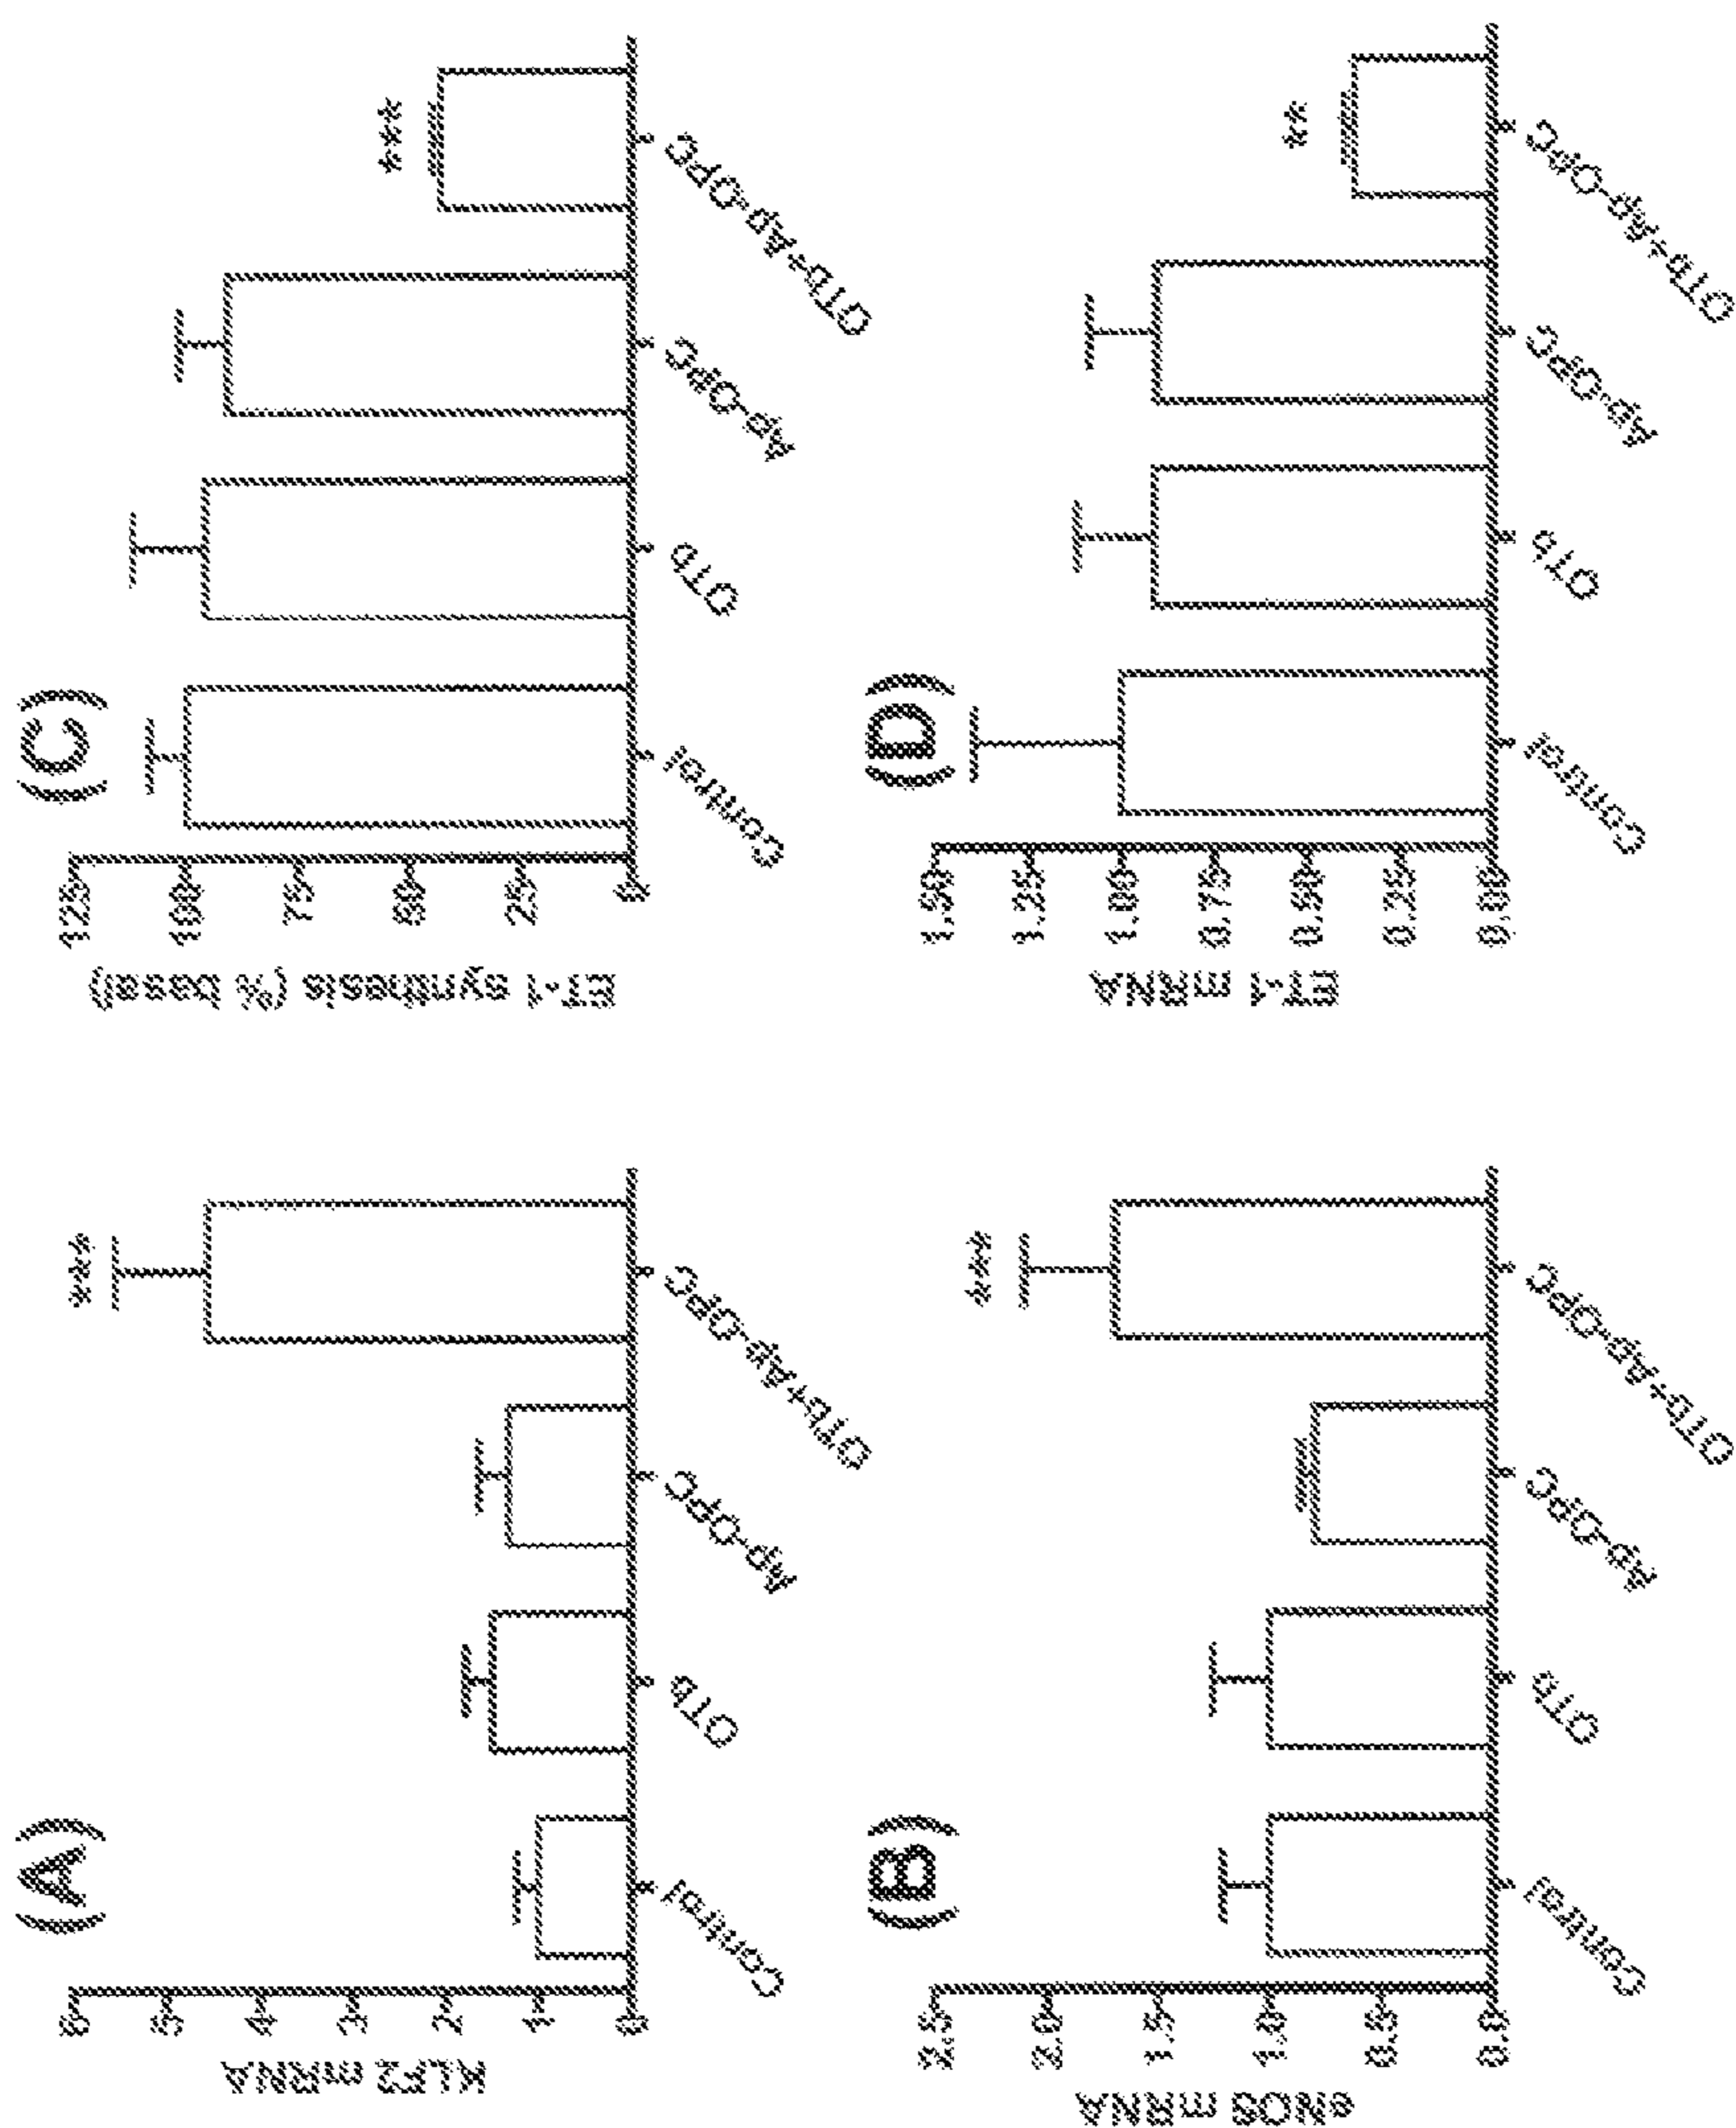 (A)
KLF2 mRNA
6
5
4
3
2
1
0
Control
OTb
Ap-OPC
OTb+Ap-OPC
***
(B)
eNOS mRNA
2.5
2.0
1.5
1.0
0.5
0.0
Control
OTb
Ap-OPC
OTb+Ap-OPC
***
(C)
ET-1 synthesis (% basal)
125
100
75
50
25
0
Control
OTb
Ap-OPC
OTb+Ap-OPC
***
(D)
ET-1 mRNA
1.50
1.25
1.00
0.75
0.50
0.25
0.00
Control
OTb
Ap-OPC
OTb+Ap-OPC
**